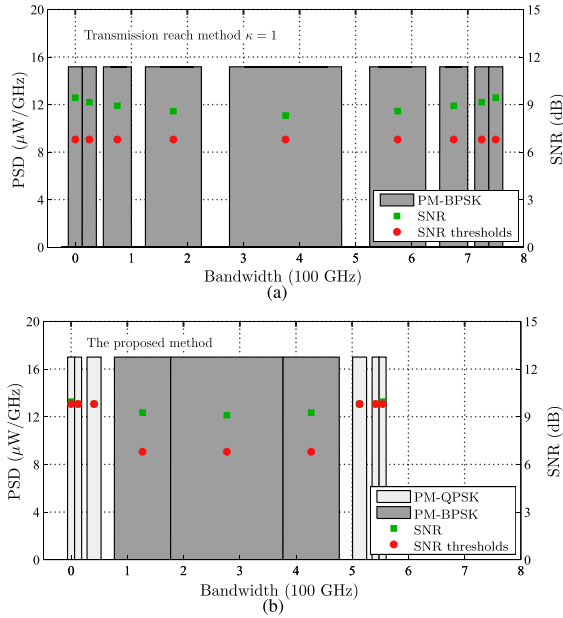 20
15
Transmission reach method κ = 1
16
12
12
9
8
6
4
3
0
0
PSD (μW/GHz)
SNR (dB)
PM-BPSK
SNR
SNR thresholds
0 1 2 3 4 5 6 7 8
Bandwidth (100 GHz)
(a)
20
15
The proposed method
16
12
12
9
8
6
4
3
0
0
PSD (μW/GHz)
SNR (dB)
PM-QPSK
PM-BPSK
SNR
SNR thresholds
0 1 2 3 4 5 6 7 8
Bandwidth (100 GHz)
(b)